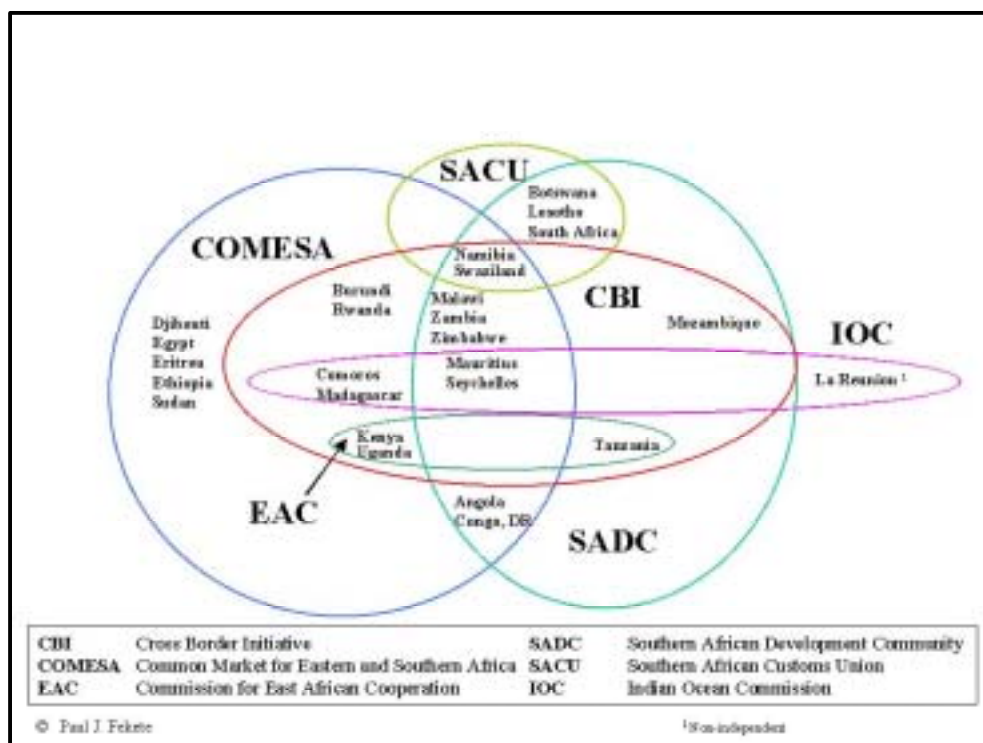 SACU
Botswana
Lesotho
South Africa
COMESA
Namibia
Swaziland
CBI
Burundi
Rwanda
Malawi
Zambia
Zimbabwe
Mozambique
IOC
Djibouti
Egypt
Eritrea
Ethiopia
Sudan
Comoros
Madagascar
Mauritius
Seychelles
La Reunion 1
Kenya
Uganda
Tanzania
EAC
Angola
Congo, DR
SADC
CBI Cross Border Initiative SADC Southern African Development Community
COMESA Common Market for Eastern and Southern Africa SACU Southern African Customs Union
EAC Commission for East African Cooperation IOC Indian Ocean Commission
© Paul J. Fekete 1 Non-independent